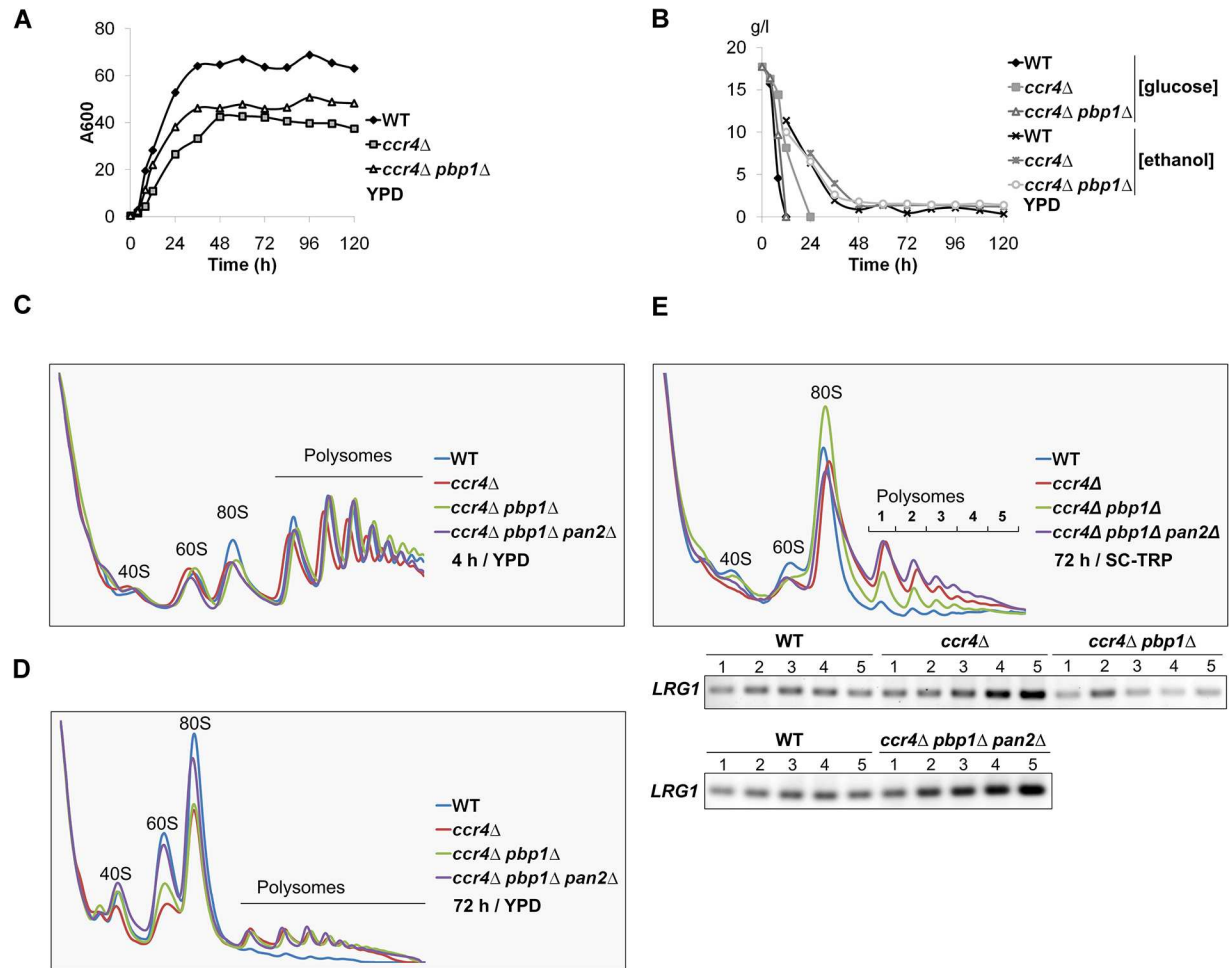 A
80
60
40
20
0
A600
0 24 48 72 96 120
Time (h)
WT
ccr4Δ
ccr4Δ pbp1Δ
YPD
B
g/l
20
15
10
5
0
0 24 48 72 96 120
Time (h)
WT
ccr4Δ
ccr4Δ pbp1Δ
[glucose]
WT
ccr4Δ
ccr4Δ pbp1Δ
[ethanol]
YPD
C
40S
60S
80S
Polysomes
WT
ccr4Δ
ccr4Δ pbp1Δ
ccr4Δ pbp1Δ pan2Δ
4 h / YPD
D
40S
60S
80S
Polysomes
WT
ccr4Δ
ccr4Δ pbp1Δ
ccr4Δ pbp1Δ pan2Δ
72 h / YPD
E
40S
60S
80S
Polysomes
1 2 3 4 5
WT
ccr4Δ
ccr4Δ pbp1Δ
ccr4Δ pbp1Δ pan2Δ
72 h / SC-TRP
WT ccr4Δ ccr4Δ pbp1Δ
1 2 3 4 5 1 2 3 4 5 1 2 3 4 5
LRG1
WT ccr4Δ pbp1Δ pan2Δ
1 2 3 4 5 1 2 3 4 5
LRG1